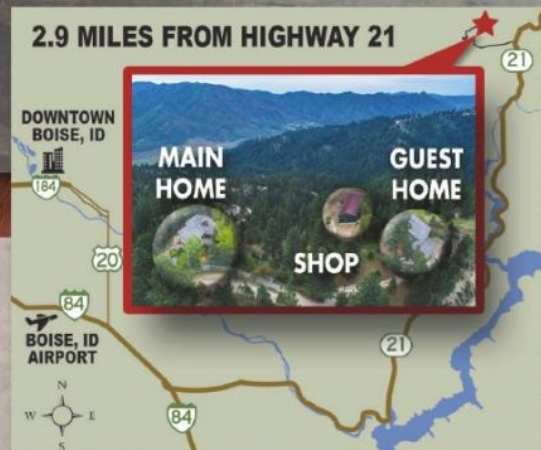 2.9 MILES FROM HIGHWAY 21
21
DOWNTOWN
BOISE, ID
184
MAIN
HOME
GUEST
HOME
SHOP
20
84
BOISE, ID
AIRPORT
21
N
W E
S
84